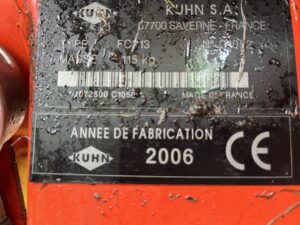 KUHN KUHN S.A.
67700 SAVERNE - FRANCE
TYPE FC 313
MASSE 115 kg
MADE IN FRANCE
ANNEE DE FABRICATION
KUHN 2006 CE